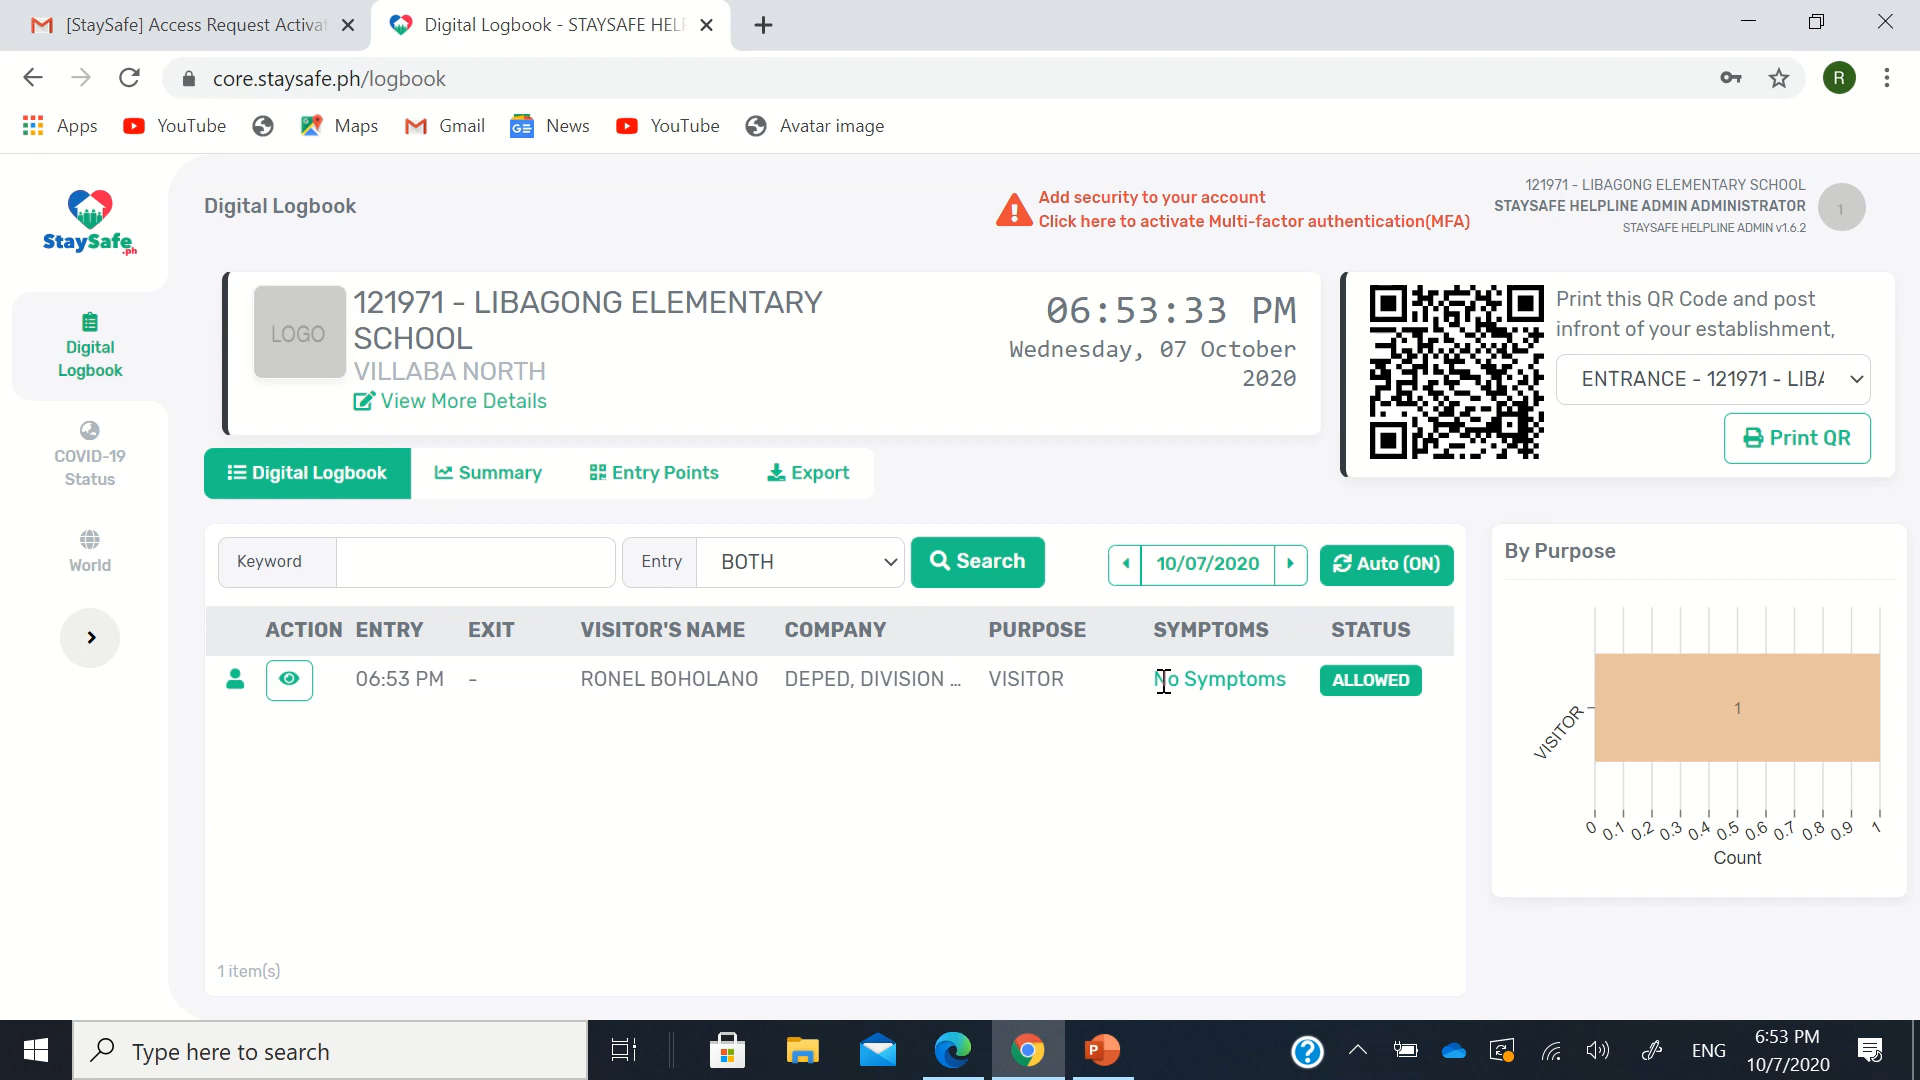 [StaySafe] Access Request Activat
Digital Logbook - STAYSAFE HELP
core.staysafe.ph/logbook
R
Apps
YouTube
Maps
Gmail
News
YouTube
Avatar image
StaySafe.ph
Digital Logbook
Add security to your account
Click here to activate Multi-factor authentication(MFA)
121971 - LIBAGONG ELEMENTARY SCHOOL
STAYSAFE HELPLINE ADMIN ADMINISTRATOR
STAYSAFE HELPLINE ADMIN v1.6.2
1
Digital
Logbook
COVID-19
Status
World
LOGO
121971 - LIBAGONG ELEMENTARY
SCHOOL
VILLABA NORTH
View More Details
06:53:33 PM
Wednesday, 07 October
2020
Print this QR Code and post
infront of your establishment,
ENTRANCE - 121971 - LIBA
Print QR
Digital Logbook
Summary
Entry Points
Export
Keyword
Entry
BOTH
Search
10/07/2020
Auto (ON)
ACTION ENTRY EXIT VISITOR'S NAME COMPANY PURPOSE SYMPTOMS STATUS
06:53 PM - RONEL BOHOLANO DEPED, DIVISION ... VISITOR No Symptoms ALLOWED
1 item(s)
By Purpose
VISITOR
1
0 0.1 0.2 0.3 0.4 0.5 0.6 0.7 0.8 0.9 1
Count
Type here to search
ENG
6:53 PM
10/7/2020